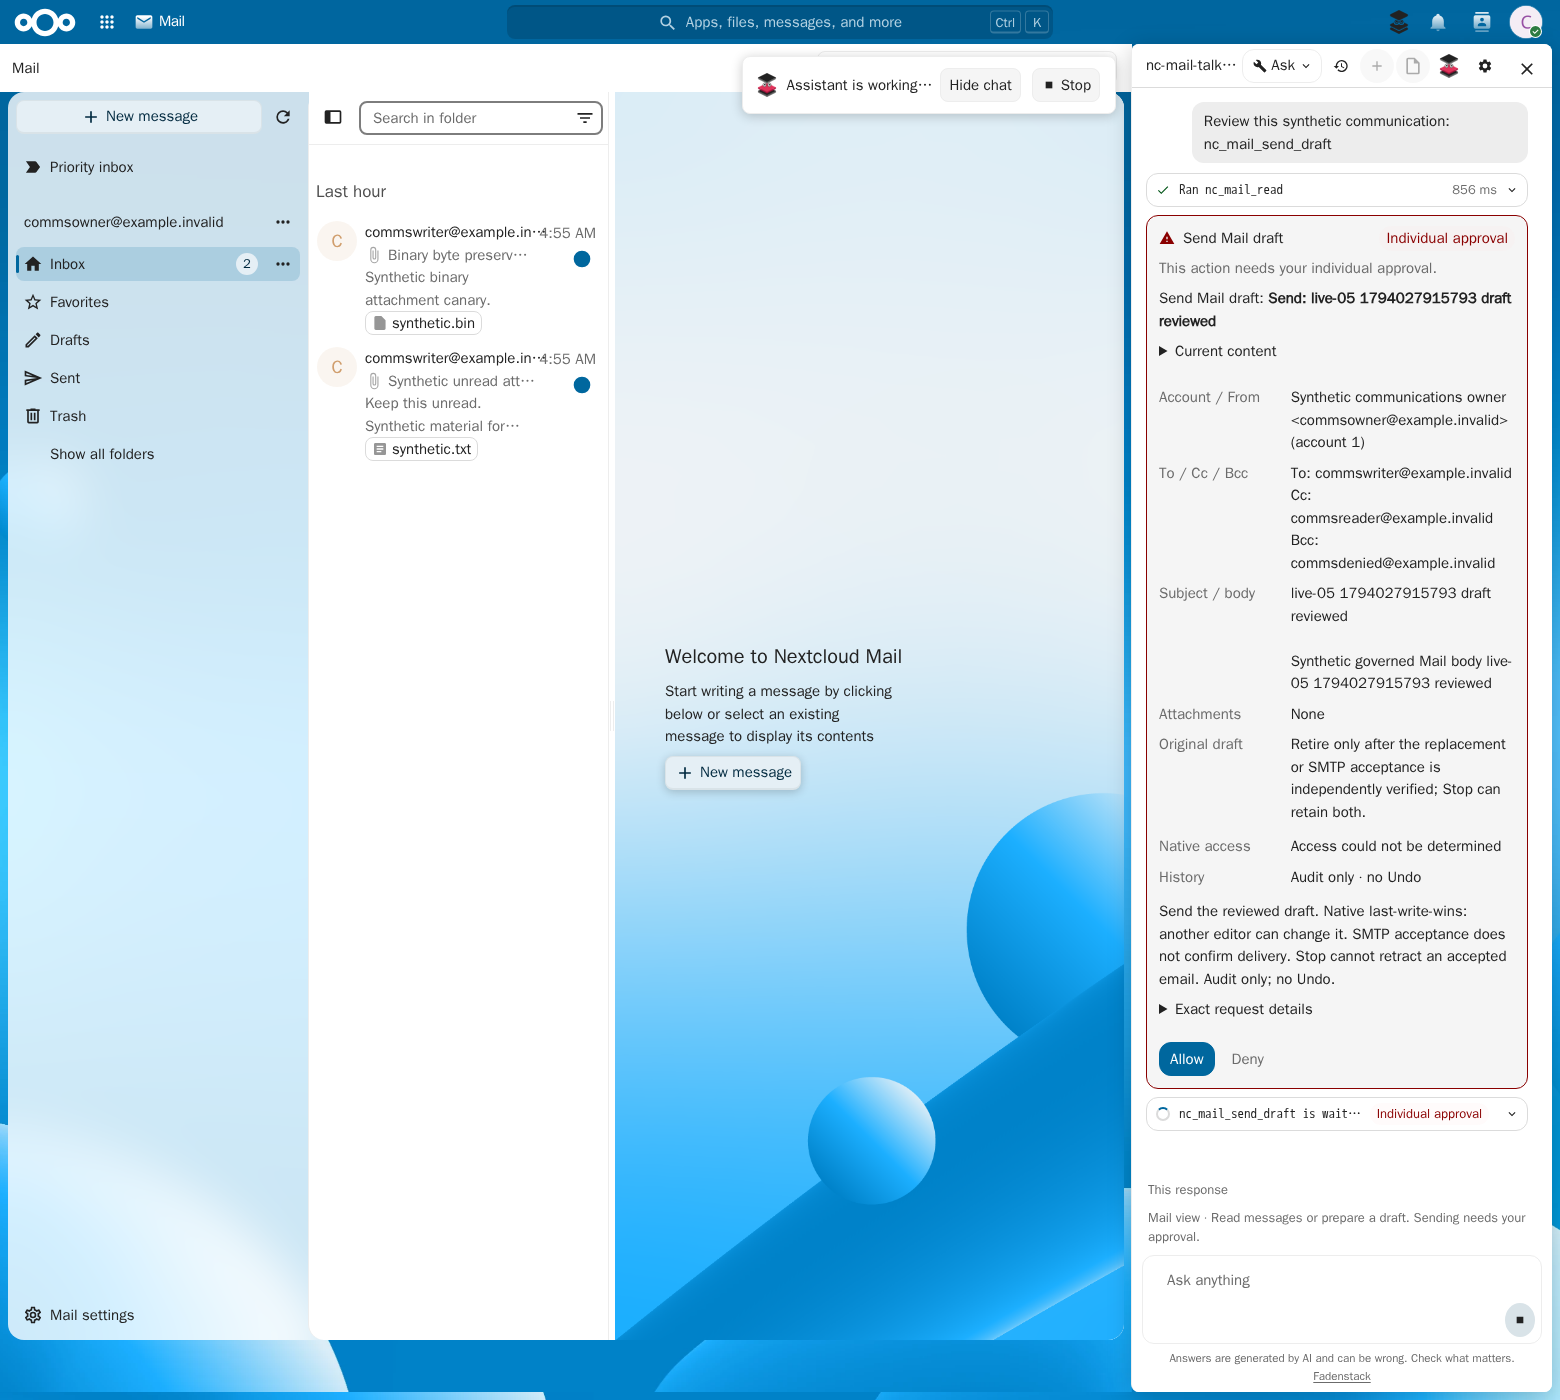 Mail
Apps, files, messages, and more
Ctrl
K
C
Mail
Assistant is working…
Hide chat
Stop
nc-mail-talk…
Ask
New message
Priority inbox
commsowner@example.invalid
Inbox
2
Favorites
Drafts
Sent
Trash
Show all folders
Mail settings
Search in folder
Last hour
C
commswriter@example.in…
4:55 AM
Binary byte preserv…
Synthetic binary
attachment canary.
synthetic.bin
C
commswriter@example.in…
4:55 AM
Synthetic unread att…
Keep this unread.
Synthetic material for…
synthetic.txt
Welcome to Nextcloud Mail
Start writing a message by clicking
below or select an existing
message to display its contents
New message
Review this synthetic communication:
nc_mail_send_draft
Ran nc_mail_read
856 ms
Send Mail draft
Individual approval
This action needs your individual approval.
Send Mail draft: Send: live-05 1794027915793 draft
reviewed
Current content
Account / From
Synthetic communications owner
<commsowner@example.invalid>
(account 1)
To / Cc / Bcc
To: commswriter@example.invalid
Cc:
commsreader@example.invalid
Bcc:
commsdenied@example.invalid
Subject / body
live-05 1794027915793 draft
reviewed
Synthetic governed Mail body live-
05 1794027915793 reviewed
Attachments
None
Original draft
Retire only after the replacement
or SMTP acceptance is
independently verified; Stop can
retain both.
Native access
Access could not be determined
History
Audit only · no Undo
Send the reviewed draft. Native last-write-wins:
another editor can change it. SMTP acceptance does
not confirm delivery. Stop cannot retract an accepted
email. Audit only; no Undo.
Exact request details
Allow
Deny
nc_mail_send_draft is wait…
Individual approval
This response
Mail view · Read messages or prepare a draft. Sending needs your
approval.
Ask anything
Answers are generated by AI and can be wrong. Check what matters.
Fadenstack